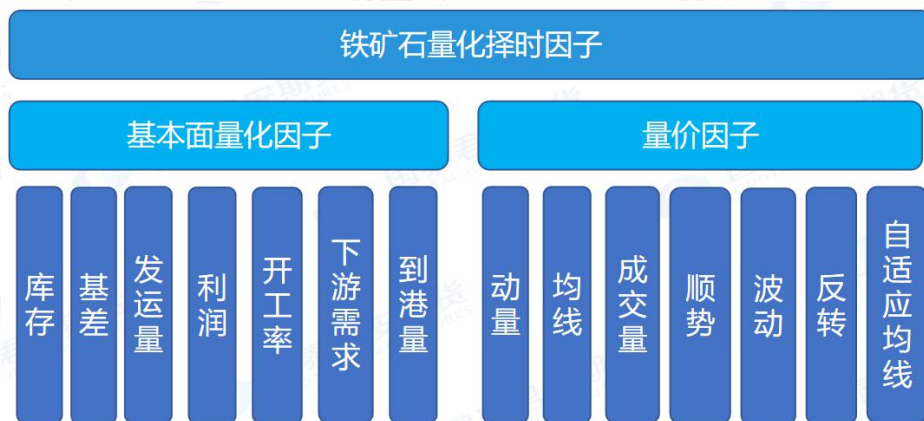 铁矿石量化择时因子
基本面量化因子
量价因子
库存
基差
发运量
利润
开工率
下游需求
到港量
动量
均线
成交量
顺势
波动
反转
自适应均线